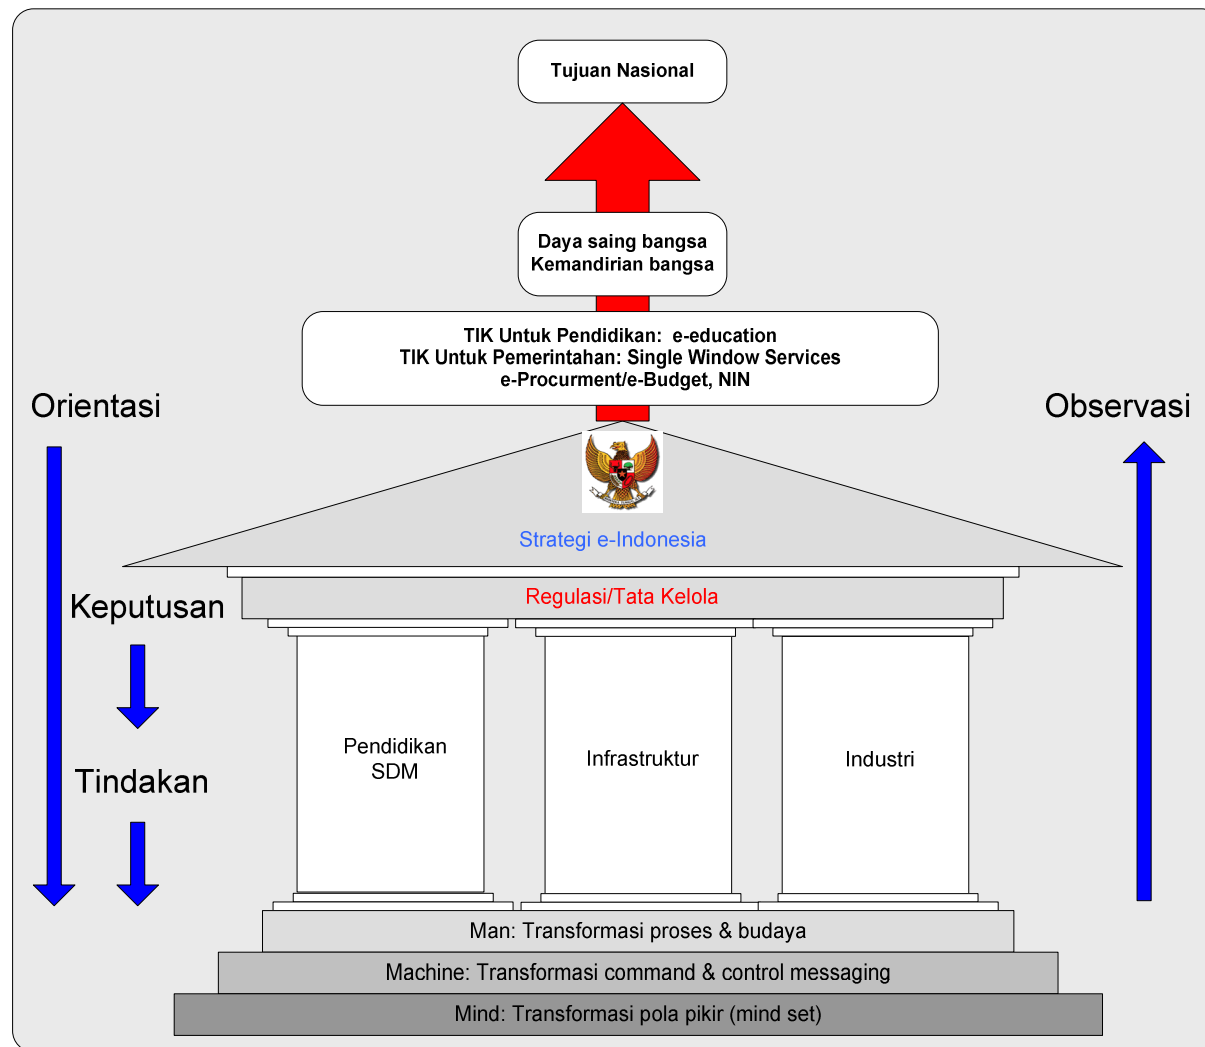 Tujuan Nasional
Daya saing bangsa
Kemandirian bangsa
TIK Untuk Pendidikan:  e-education
TIK Untuk Pemerintahan: Single Window Services
e-Procurment/e-Budget, NIN
Orientasi
Observasi
Strategi e-Indonesia
Keputusan
Regulasi/Tata Kelola
Pendidikan
SDM
Infrastruktur
Industri
Tindakan
Man: Transformasi proses & budaya
Machine: Transformasi command & control messaging
Mind: Transformasi pola pikir (mind set)